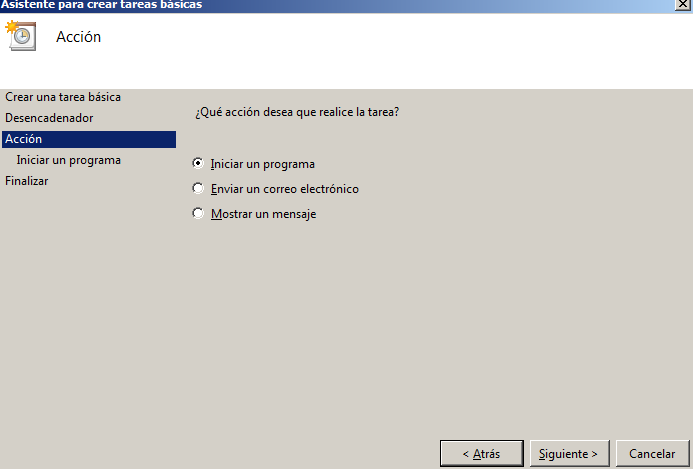 Asistente para crear tareas básicas
Acción
Crear una tarea básica
Desencadenador
Acción
Iniciar un programa
Finalizar
¿Qué acción desea que realice la tarea?
Iniciar un programa
Enviar un correo electrónico
Mostrar un mensaje
< Atrás
Siguiente >
Cancelar